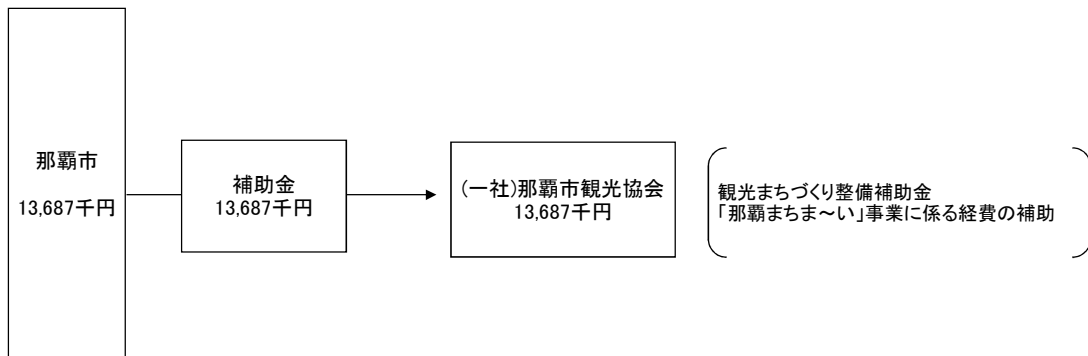 那覇市
13,687千円
補助金
13,687千円
(一社)那覇市観光協会
13,687千円
観光まちづくり整備補助金
「那覇まちま～い」事業に係る経費の補助